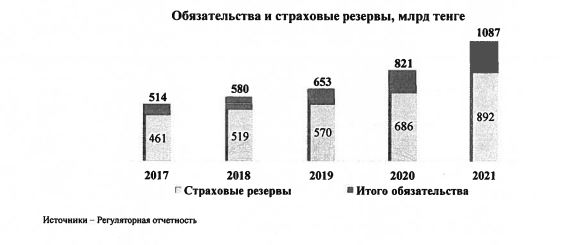 Обязательства и страховые резервы, млрд тенге
514 580 653 821 1087
461 519 570 686 892
2017 2018 2019 2020 2021
Страховые резервы Итого обязательства
Источники – Регуляторная отчетность